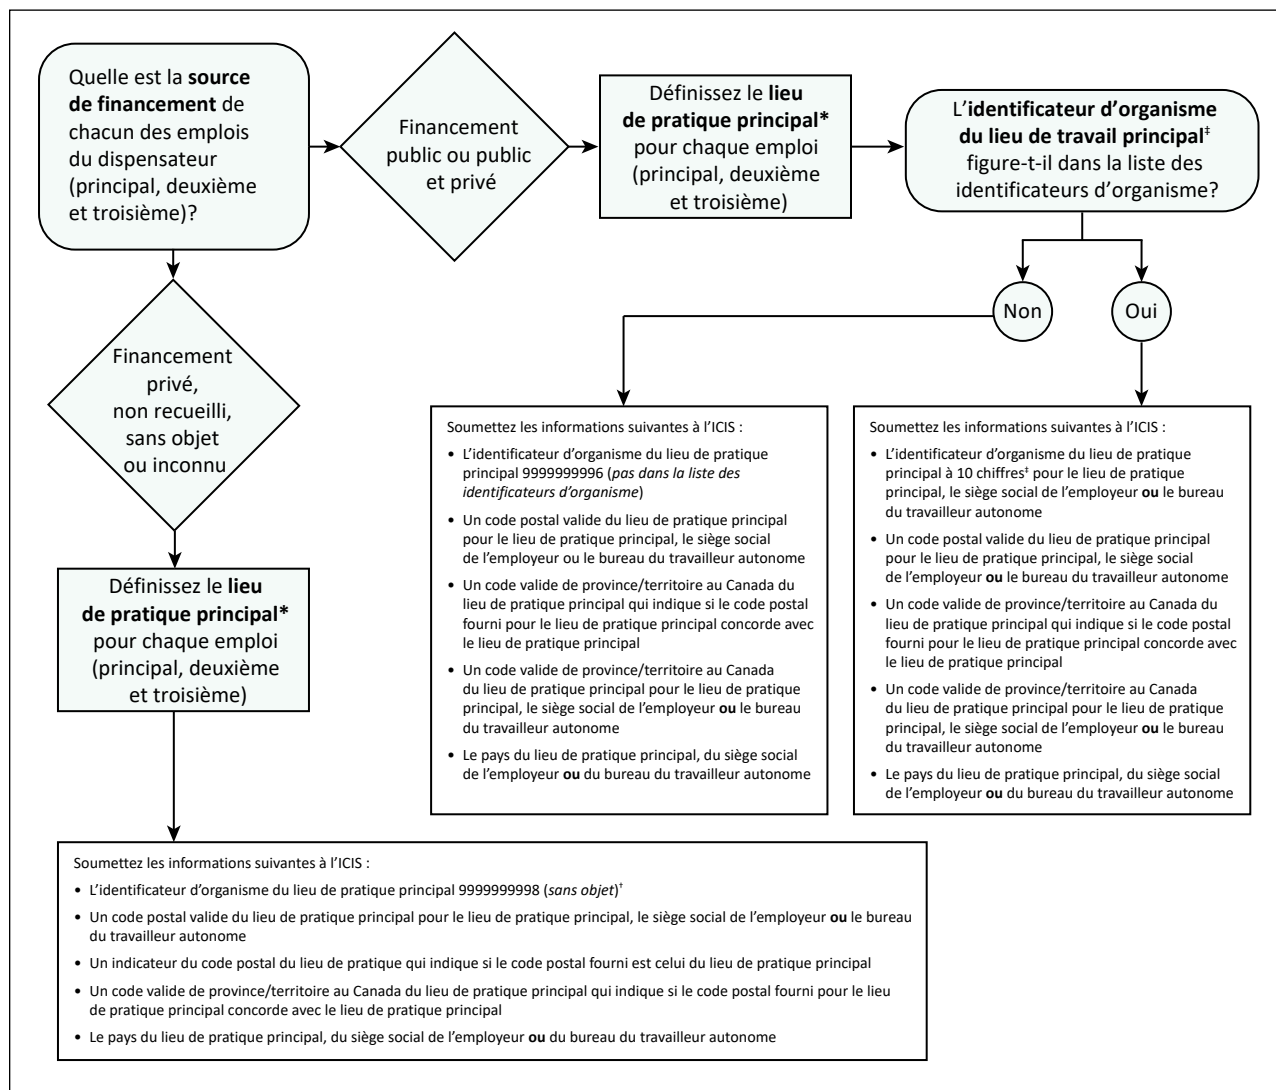 Quelle est la source
de financement de
chacun des emplois
du dispensateur
(principal, deuxième
et troisième)?
Financement
public ou public
et privé
Définissez le lieu
de pratique principal*
pour chaque emploi
(principal, deuxième
et troisième)
L’identificateur d’organisme
du lieu de travail principal‡
figure-t-il dans la liste des
identificateurs d’organisme?
Non
Oui
Financement
privé,
non recueilli,
sans objet
ou inconnu
Définissez le lieu
de pratique principal*
pour chaque emploi
(principal, deuxième
et troisième)
Soumettez les informations suivantes à l’ICIS :
• L’identificateur d’organisme du lieu de pratique
principal 9999999996 (pas dans la liste des
identificateurs d’organisme)
• Un code postal valide du lieu de pratique principal
pour le lieu de pratique principal, le siège social
de l’employeur ou le bureau du travailleur autonome
• Un code valide de province/territoire au Canada du
lieu de pratique principal qui indique si le code postal
fourni pour le lieu de pratique principal concorde avec
le lieu de pratique principal
• Un code valide de province/territoire au Canada
du lieu de pratique principal pour le lieu de pratique
principal, le siège social de l’employeur ou le bureau
du travailleur autonome
• Le pays du lieu de pratique principal, du siège social
de l’employeur ou du bureau du travailleur autonome
Soumettez les informations suivantes à l’ICIS :
• L’identificateur d’organisme du lieu de pratique
principal à 10 chiffres‡ pour le lieu de pratique
principal, le siège social de l’employeur ou le bureau
du travailleur autonome
• Un code postal valide du lieu de pratique principal
pour le lieu de pratique principal, le siège social
de l’employeur ou le bureau du travailleur autonome
• Un code valide de province/territoire au Canada du
lieu de pratique principal qui indique si le code postal
fourni pour le lieu de pratique principal concorde avec
le lieu de pratique principal
• Un code valide de province/territoire au Canada
du lieu de pratique principal pour le lieu de pratique
principal, le siège social de l’employeur ou le bureau
du travailleur autonome
• Le pays du lieu de pratique principal, du siège social
de l’employeur ou du bureau du travailleur autonome
Soumettez les informations suivantes à l’ICIS :
• L’identificateur d’organisme du lieu de pratique principal 9999999998 (sans objet)†
• Un code postal valide du lieu de pratique principal pour le lieu de pratique principal, le siège social de l’employeur ou le bureau
du travailleur autonome
• Un indicateur du code postal du lieu de pratique qui indique si le code postal fourni est celui du lieu de pratique principal
• Un code valide de province/territoire au Canada du lieu de pratique principal qui indique si le code postal fourni pour le lieu
de pratique principal concorde avec le lieu de pratique principal
• Le pays du lieu de pratique principal, du siège social de l’employeur ou du bureau du travailleur autonome